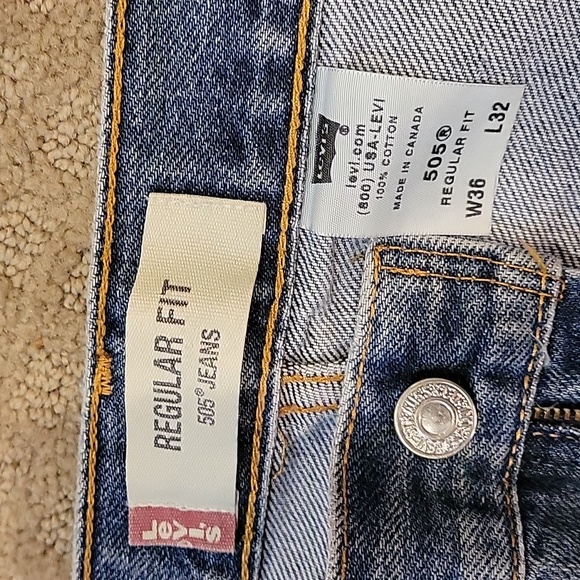 Levi's
®
levi.com
(800) USA-LEVI
100% COTTON
MADE IN CANADA
505®
REGULAR FIT
W36 L32
REGULAR FIT
505® JEANS
Levi's